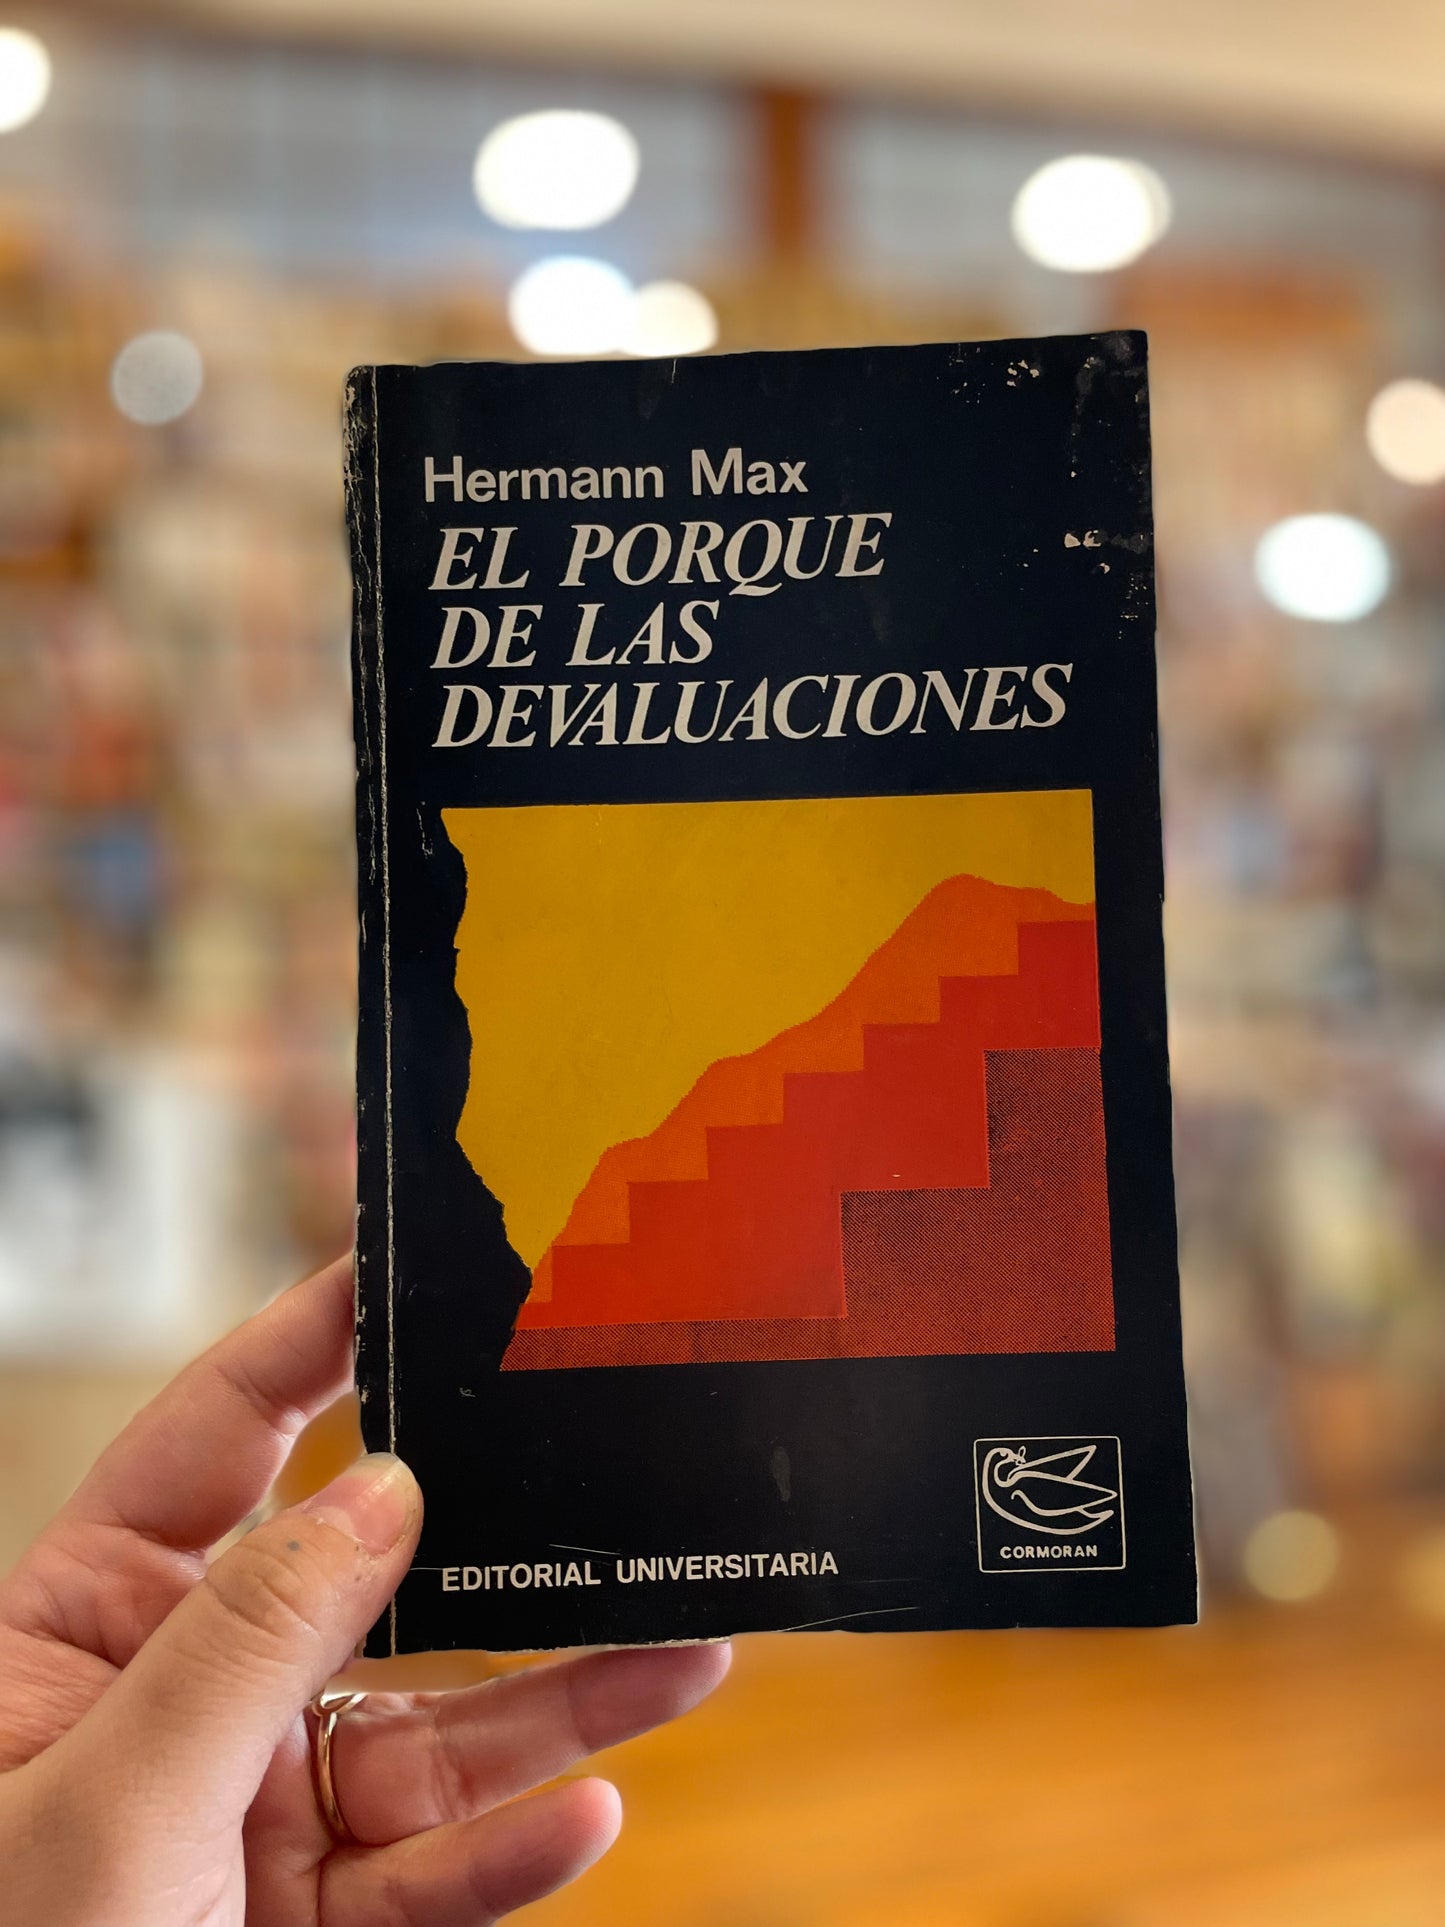 Hermann Max
EL PORQUE
DE LAS
DEVALUACIONES
EDITORIAL UNIVERSITARIA
CORMORAN